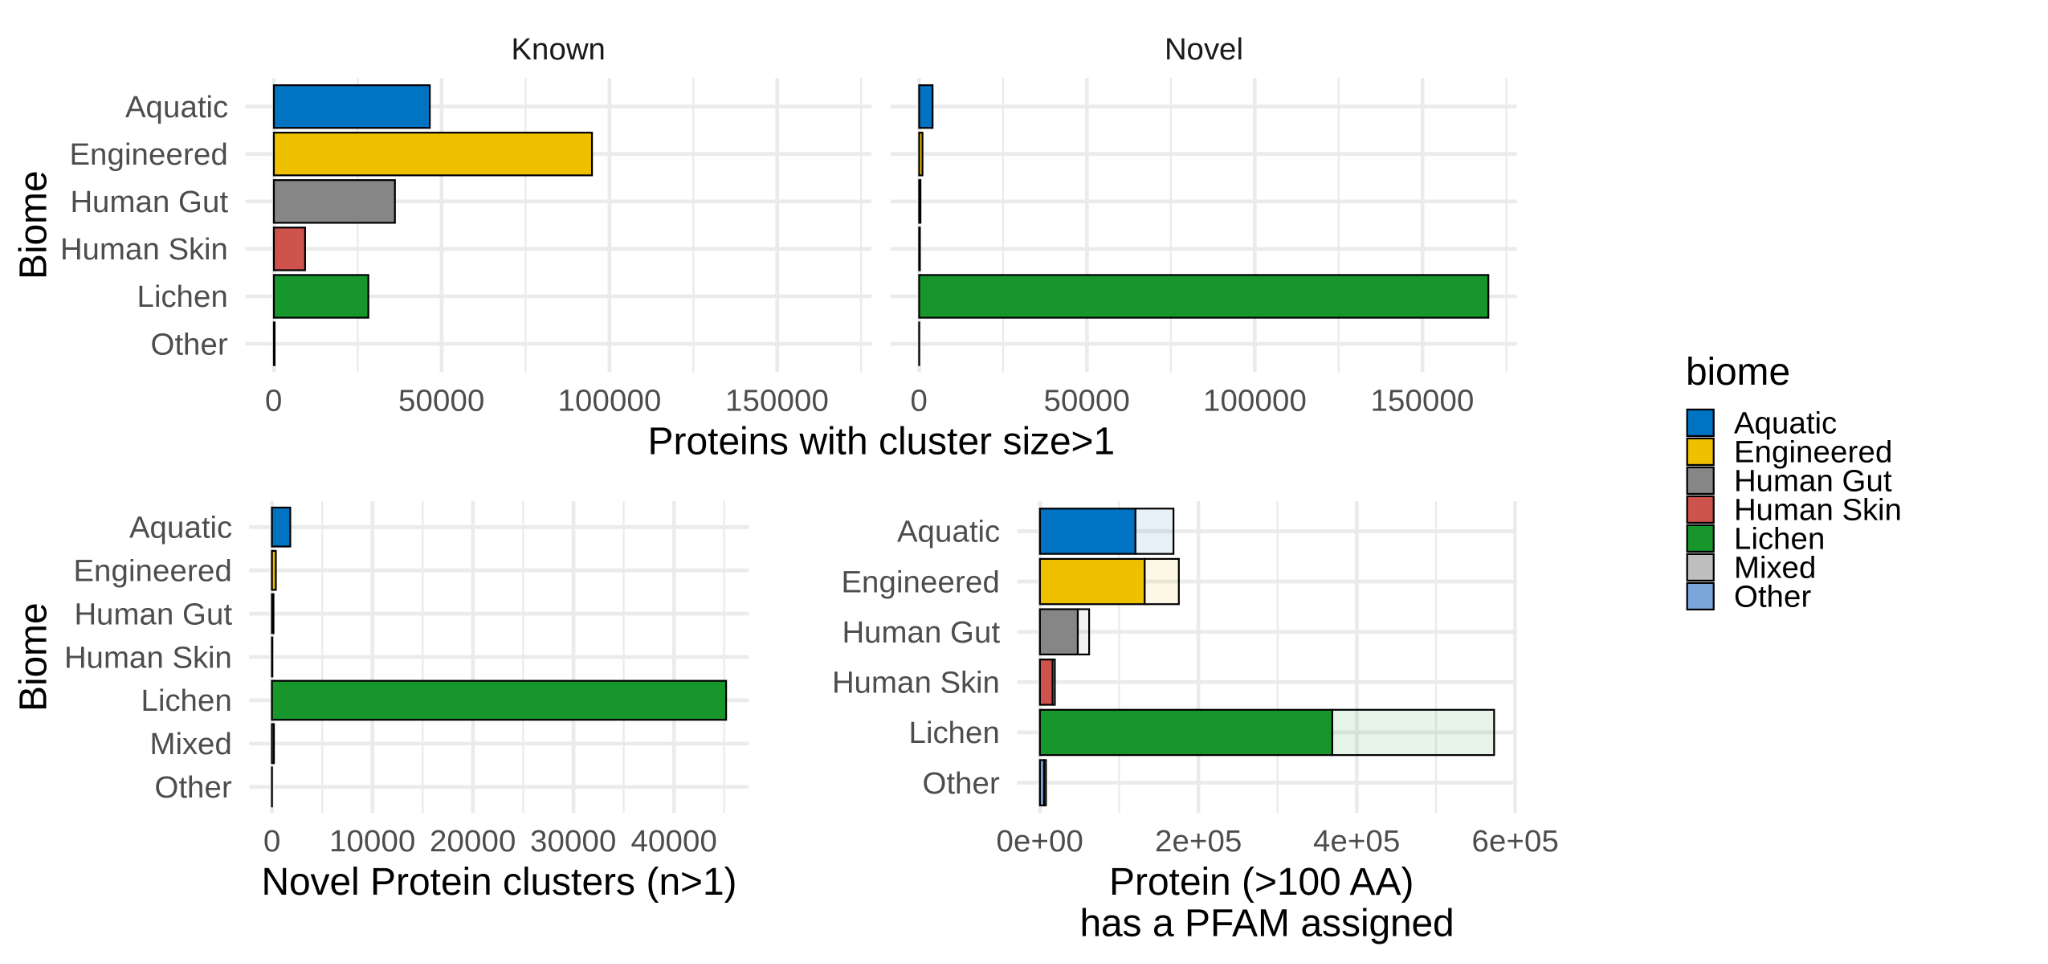 Known
Novel
Biome
Aquatic
Engineered
Human Gut
Human Skin
Lichen
Other
0 50000 100000 150000
0 50000 100000 150000
Proteins with cluster size>1
Biome
Aquatic
Engineered
Human Gut
Human Skin
Lichen
Mixed
Other
0 10000 20000 30000 40000
Novel Protein clusters (n>1)
Aquatic
Engineered
Human Gut
Human Skin
Lichen
Other
0e+00 2e+05 4e+05 6e+05
Protein (>100 AA)
has a PFAM assigned
biome
Aquatic
Engineered
Human Gut
Human Skin
Lichen
Mixed
Other